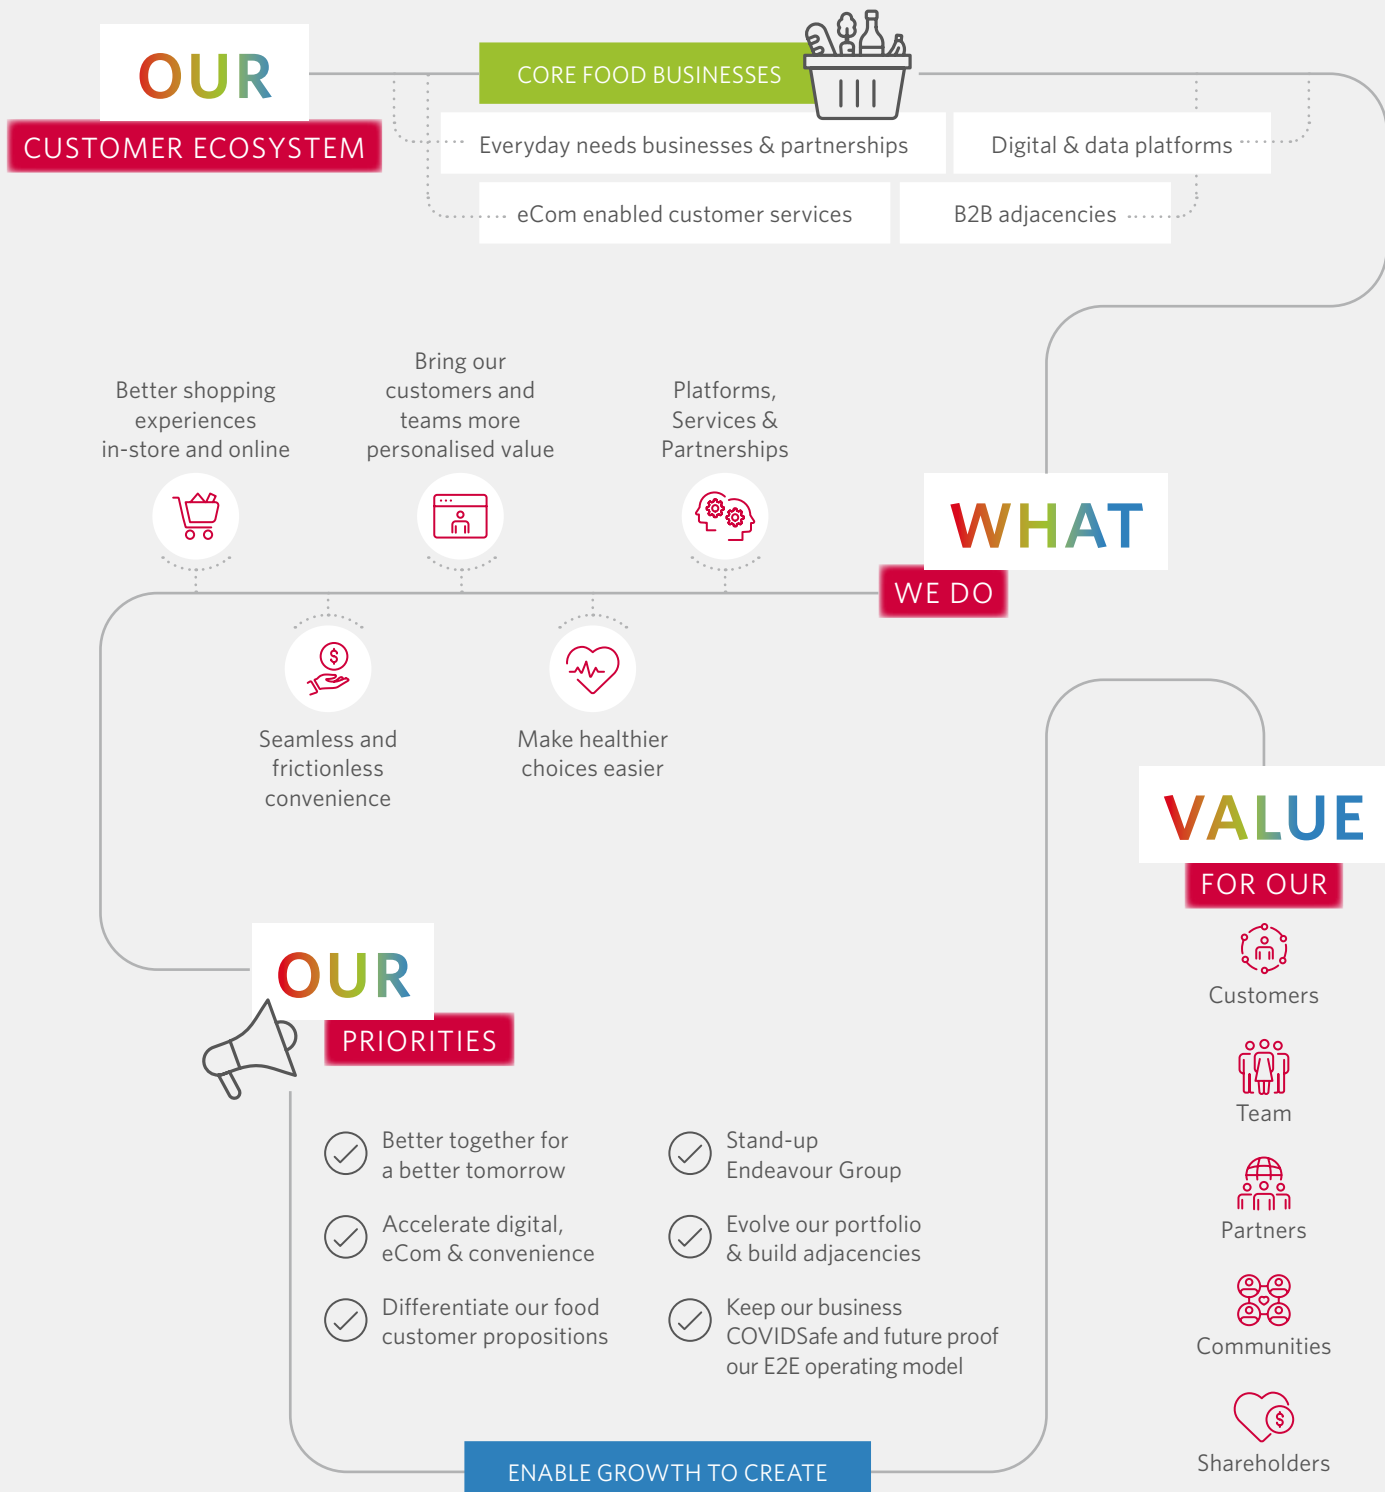 OUR
CUSTOMER ECOSYSTEM
CORE FOOD BUSINESSES
Everyday needs businesses & partnerships
Digital & data platforms
eCom enabled customer services
B2B adjacencies
WHAT
WE DO
Better shopping
experiences
in-store and online
Bring our
customers and
teams more
personalised value
Platforms,
Services &
Partnerships
$
Seamless and
frictionless
convenience
Make healthier
choices easier
OUR
PRIORITIES
Better together for
a better tomorrow
Accelerate digital,
eCom & convenience
Differentiate our food
customer propositions
Stand-up
Endeavour Group
Evolve our portfolio
& build adjacencies
Keep our business
COVIDSafe and future proof
our E2E operating model
ENABLE GROWTH TO CREATE
VALUE
FOR OUR
Customers
Team
Partners
Communities
$
Shareholders